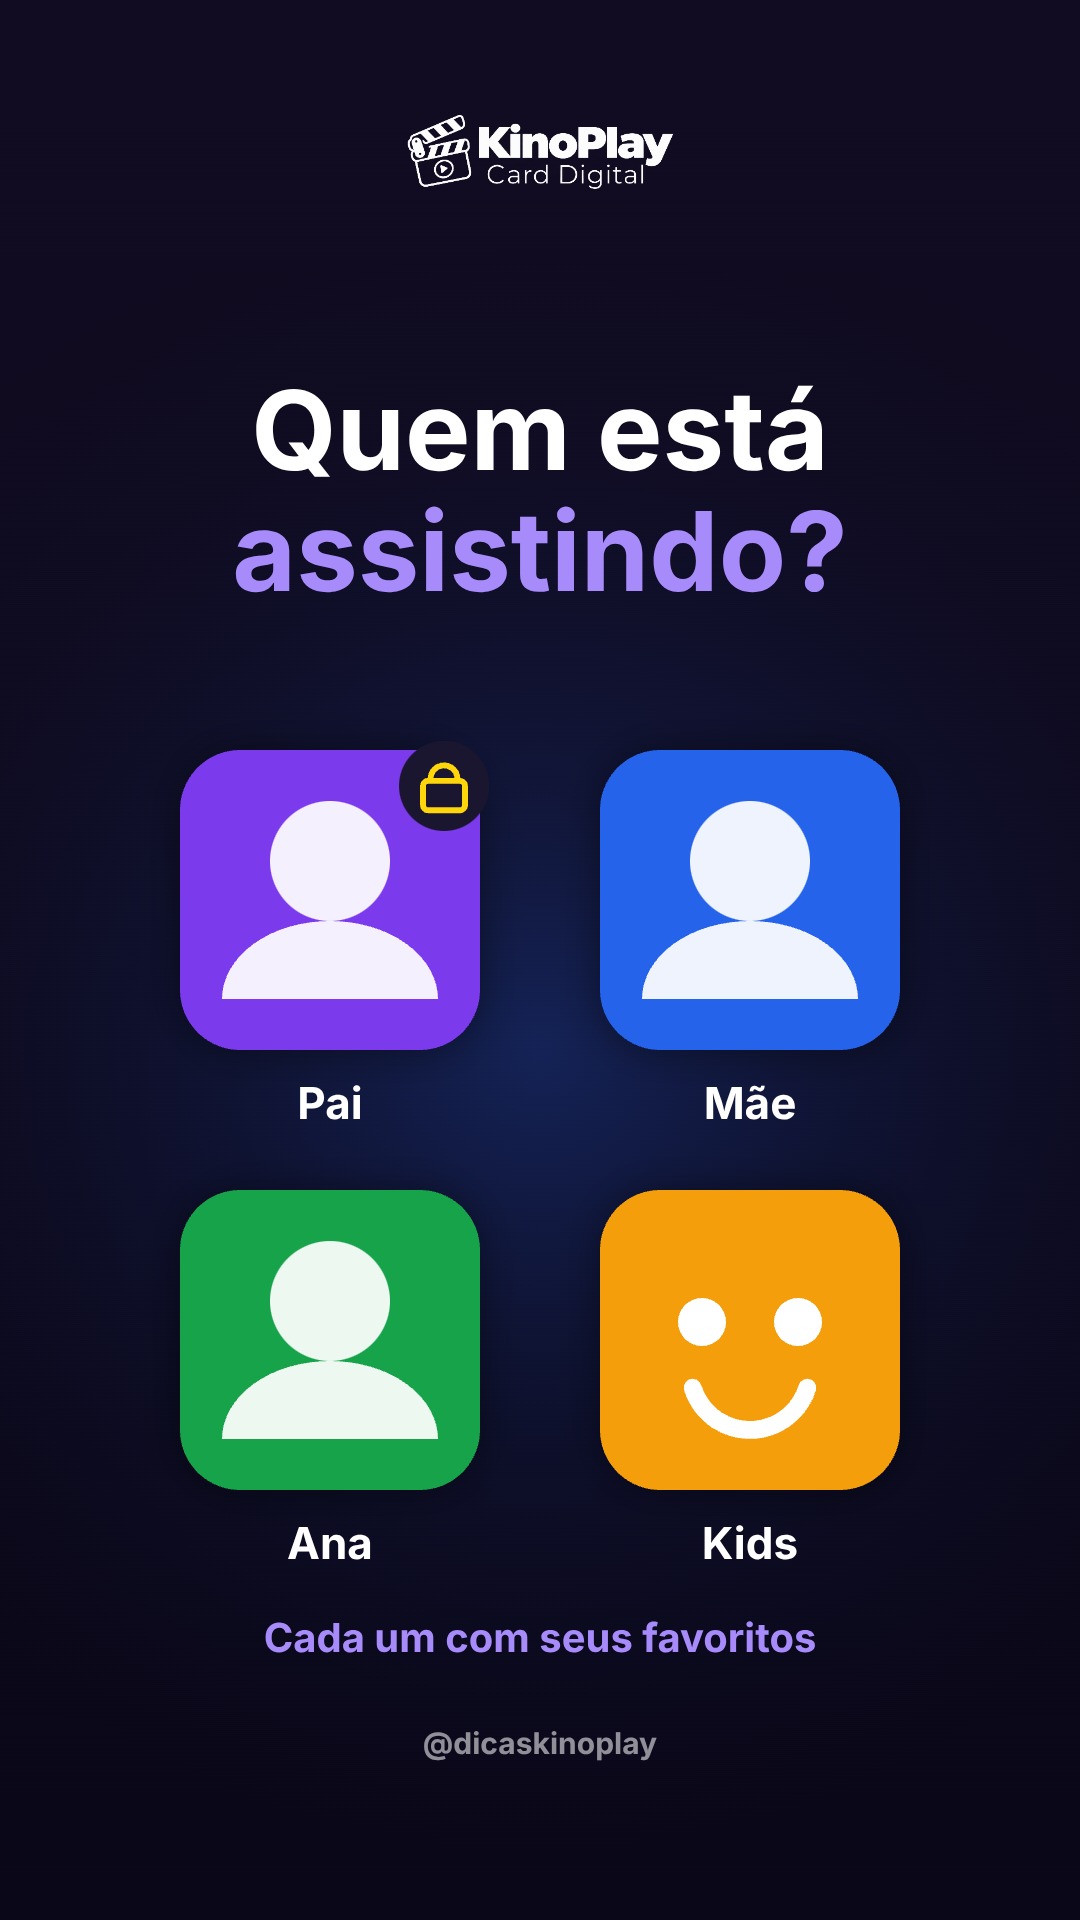 KinoPlay
Card Digital
Quem está
assistindo?
Pai
Mãe
Ana
Kids
Cada um com seus favoritos
@dicaskinoplay